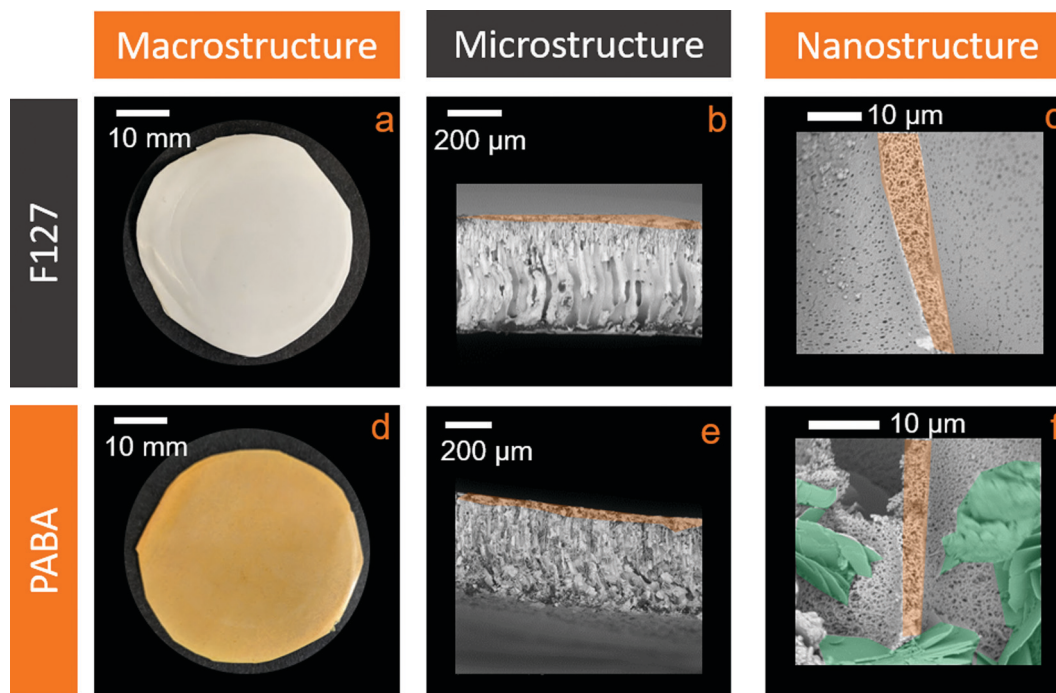 Macrostructure
Microstructure
Nanostructure
F127
10 mm
a
200 µm
b
10 µm
c
PABA
10 mm
d
200 µm
e
10 µm
f